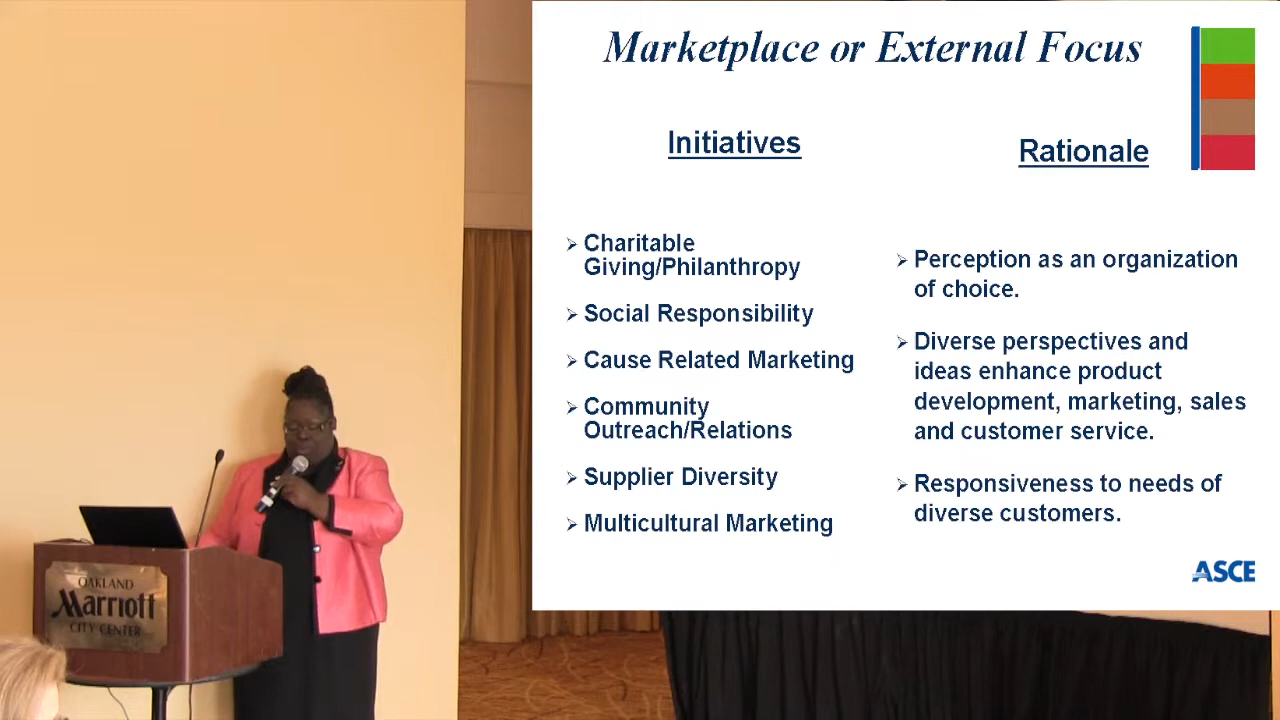 Marketplace or External Focus
Initiatives
Rationale
➢ Charitable
Giving/Philanthropy
➢ Social Responsibility
➢ Cause Related Marketing
➢ Community
Outreach/Relations
➢ Supplier Diversity
➢ Multicultural Marketing
➢ Perception as an organization
of choice.
➢ Diverse perspectives and
ideas enhance product
development, marketing, sales
and customer service.
➢ Responsiveness to needs of
diverse customers.
ASCE
OAKLAND
Marriott
CITY CENTER